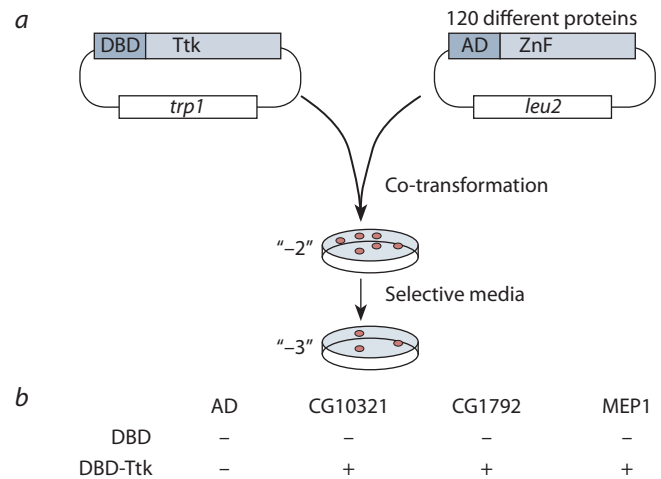 a
120 different proteins
DBD Ttk
AD ZnF
trp1
leu2
Co-transformation
“–2”
Selective media
“–3”
b
AD CG10321 CG1792 MEP1
DBD – – – –
DBD-Ttk – + + +